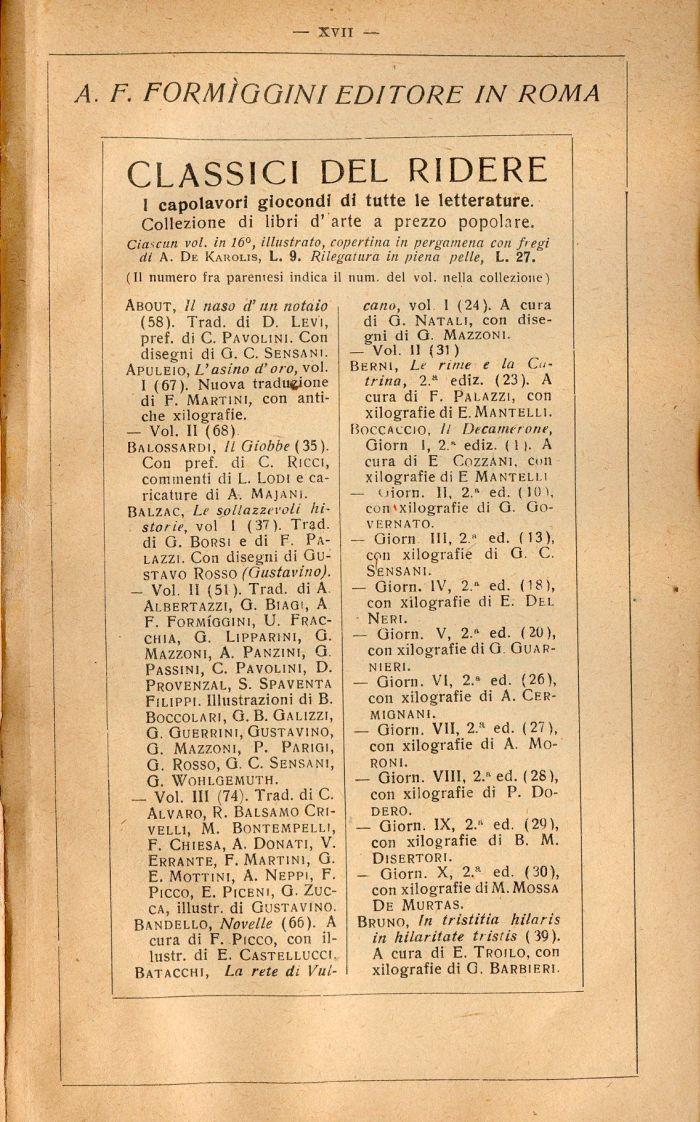 — XVII —
A. F. FORMÌGGINI EDITORE IN ROMA
CLASSICI DEL RIDERE
I capolavori giocondi di tutte le letterature.
Collezione di libri d'arte a prezzo popolare.
Ciascun vol. in 16º, illustrato, copertina in pergamena con fregi
di A. DE KAROLIS, L. 9. Rilegatura in piena pelle, L. 27.
(Il numero fra parentesi indica il num. del vol. nella collezione)
ABOUT, Il naso d'un notaio
(58). Trad. di D. LEVI,
pref. di C. PAVOLINI. Con
disegni di G. C. SENSANI.
APULEIO, L'asino d'oro, vol.
I (67). Nuova traduzione
di F. MARTINI, con anti-
che xilografie.
— Vol. II (68)
BALOSSARDI, Il Giobbe (35).
Con pref. di C. RICCI,
commenti di L. LODI e ca-
ricature di A. MAJANI.
BALZAC, Le sollazzevoli hi-
storie, vol I (37). Trad.
di G. BORSI e di F. PA-
LAZZI. Con disegni di GU-
STAVO ROSSO (Gustavino).
— Vol. II (51). Trad. di A.
ALBERTAZZI, G. BIAGI, A
F. FORMÍGGINI, U. FRAC-
CHIA, G. LIPPARINI, G.
MAZZONI, A. PANZINI, G.
PASSINI, C. PAVOLINI, D.
PROVENZAL, S. SPAVENTA
FILIPPI. Illustrazioni di B.
BOCCOLARI, G. B. GALIZZI,
G. GUERRINI, GUSTAVINO,
G. MAZZONI, P. PARIGI,
G. ROSSO, G. C. SENSANI,
G. WOHLGEMUTH.
— Vol. III (74). Trad. di C.
ALVARO, R. BALSAMO CRI-
VELLI, M. BONTEMPELLI,
F. CHIESA, A. DONATI, V.
ERRANTE, F. MARTINI, G.
E. MOTTINI, A. NEPPI, F.
PICCO, E. PICENI, G. ZUC-
CA, illustr. di GUSTAVINO.
BANDELLO, Novelle (66). A
cura di F. PICCO, con il-
lustr. di E. CASTELLUCCI.
BATACCHI, La rete di Vul-
cano, vol. I (24). A cura
di G. NATALI, con dise-
gni di G. MAZZONI.
— Vol. II (31)
BERNI, Le rime e la Ca-
trina, 2.ª ediz. (23). A
cura di F. PALAZZI, con
xilografie di E. MANTELLI.
BOCCACCIO, Il Decamerone,
Giorn I, 2.ª ediz. (1). A
cura di E COZZANI, con
xilografie di E MANTELLI
— Giorn. II, 2.ª ed. (10),
con xilografie di G. GO-
VERNATO.
— Giorn III, 2.ª ed. (13),
con xilografie di G. C.
SENSANI.
— Giorn. IV, 2.ª ed. (18),
con xilografie di E. DEL
NERI.
— Giorn. V, 2.ª ed. (20),
con xilografie di G. GUAR-
NIERI.
— Giorn. VI, 2.ª ed. (26),
con xilografie di A. CER-
MIGNANI.
— Giorn. VII, 2.ª ed. (27),
con xilografie di A. MO-
RONI.
— Giorn. VIII, 2.ª ed. (28),
con xilografie di P. DO-
DERO.
— Giorn. IX, 2.ª ed. (29),
con xilografie di B. M.
DISERTORI.
— Giorn. X, 2.ª ed. (30),
con xilografie di M. MOSSA
DE MURTAS.
BRUNO, In tristitia hilaris
in hilaritate tristis (39).
A cura di E. TROILO, con
xilografie di G. BARBIERI.